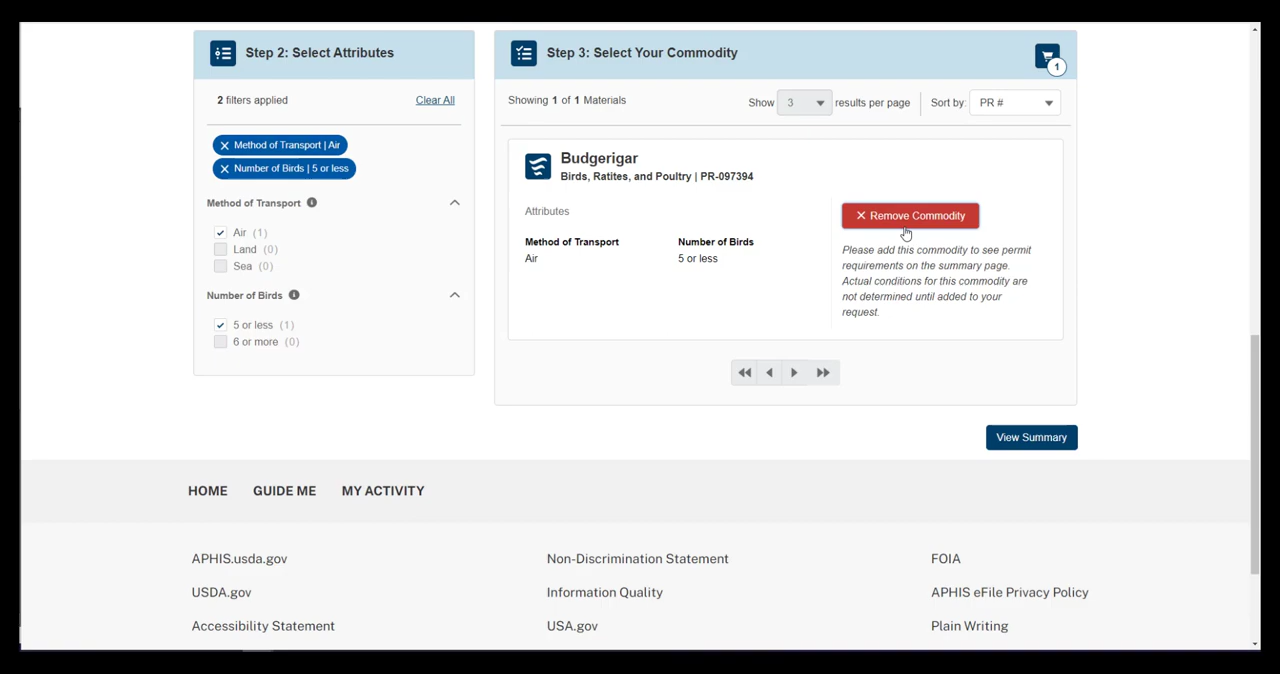 Step 2: Select Attributes
2 filters applied
Clear All
Method of Transport | Air
Number of Birds | 5 or less
Method of Transport
Air (1)
Land (0)
Sea (0)
Number of Birds
5 or less (1)
6 or more (0)
Step 3: Select Your Commodity
1
Showing 1 of 1 Materials
Show 3 results per page
Sort by: PR #
Budgerigar
Birds, Ratites, and Poultry | PR-097394
Attributes
Method of Transport
Air
Number of Birds
5 or less
Remove Commodity
Please add this commodity to see permit
requirements on the summary page.
Actual conditions for this commodity are
not determined until added to your
request.
View Summary
HOME GUIDE ME MY ACTIVITY
APHIS.usda.gov
USDA.gov
Accessibility Statement
Non-Discrimination Statement
Information Quality
USA.gov
FOIA
APHIS eFile Privacy Policy
Plain Writing